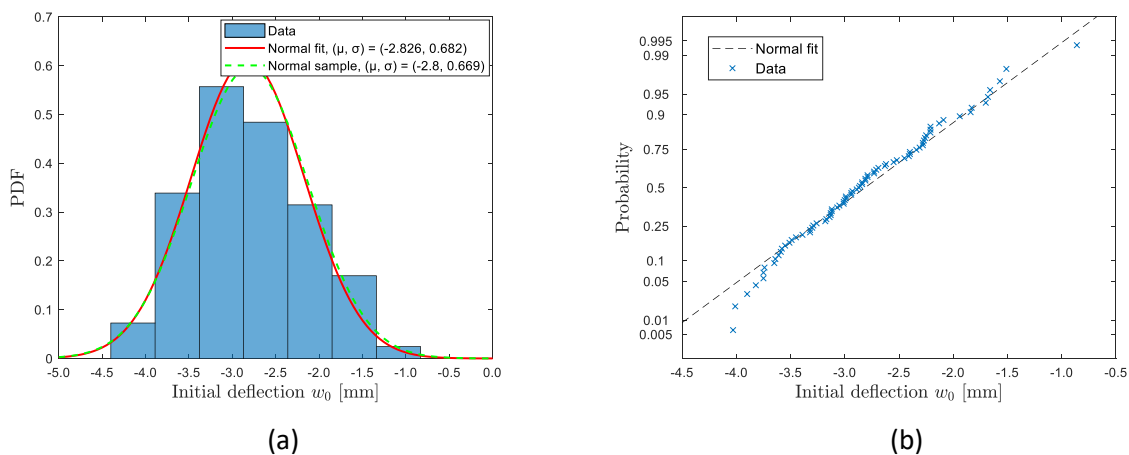 0.7
0.6
0.5
0.4
0.3
0.2
0.1
0
PDF
Data
Normal fit, (μ, σ) = (-2.826, 0.682)
Normal sample, (μ, σ) = (-2.8, 0.669)
-5.0 -4.5 -4.0 -3.5 -3.0 -2.5 -2.0 -1.5 -1.0 -0.5 0.0
Initial deflection w₀ [mm]
(a)
0.995
0.99
0.95
0.9
0.75
0.5
0.25
0.1
0.05
0.01
0.005
Probability
Normal fit
Data
-4.5 -4.0 -3.5 -3.0 -2.5 -2.0 -1.5 -1.0 -0.5
Initial deflection w₀ [mm]
(b)